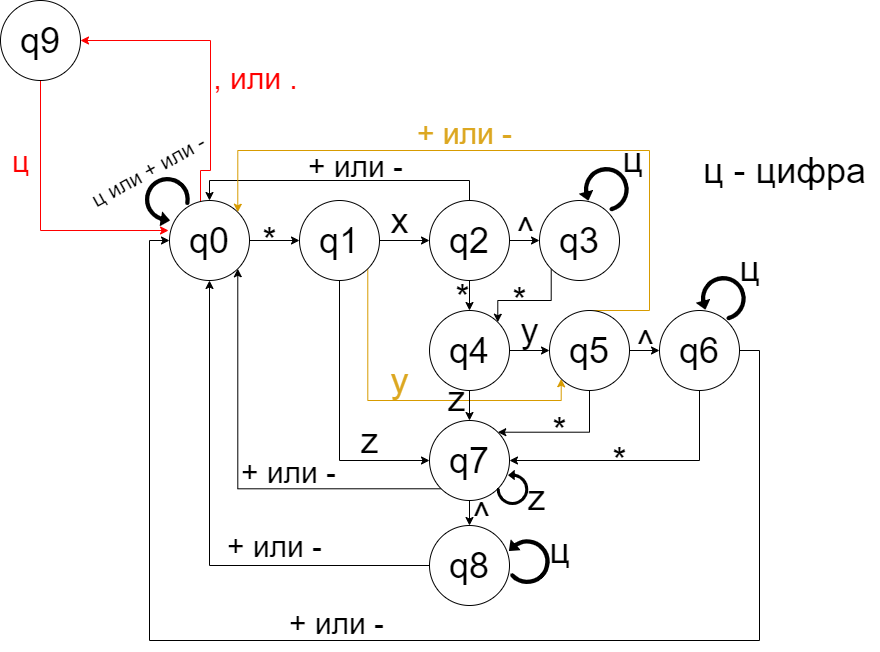 q9
, или .
ц
+ или -
ц или + или -
+ или -
ц
ц - цифра
q0
*
q1
x
q2
^
q3
*
*
ц
q4
y
q5
^
q6
y
z
*
z
q7
*
+ или -
z
^
+ или -
q8
ц
+ или -